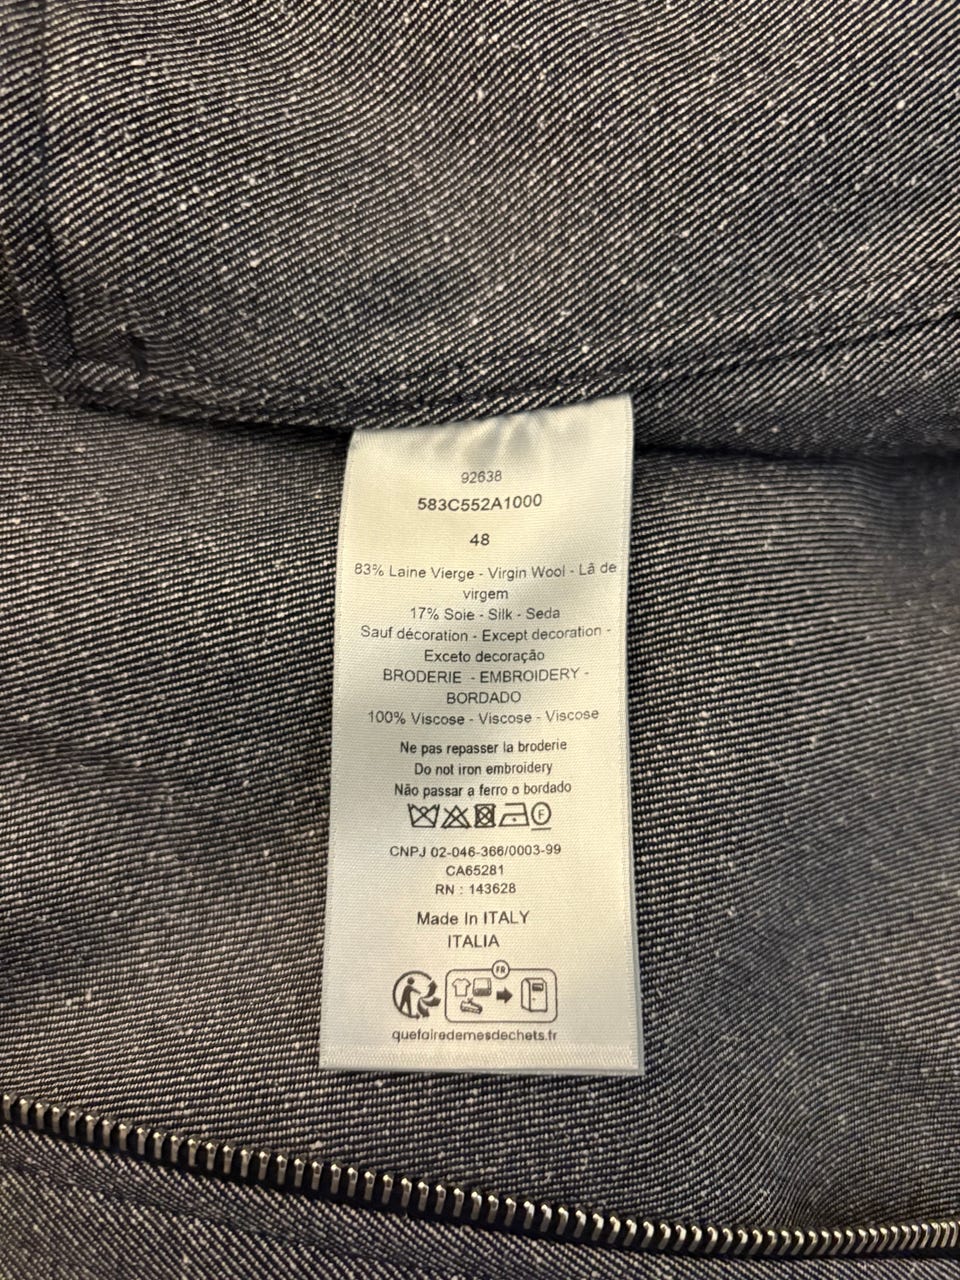 92638
583C552A1000
48
83% Laine Vierge - Virgin Wool - Lã de
virgem
17% Soie - Silk - Seda
Sauf décoration - Except decoration -
Exceto decoração
BRODERIE - EMBROIDERY -
BORDADO
100% Viscose - Viscose - Viscose
Ne pas repasser la broderie
Do not iron embroidery
Não passar a ferro o bordado
F
CNPJ 02-046-366/0003-99
CA65281
RN : 143628
Made In ITALY
ITALIA
FR
quefairedemesdechets.fr